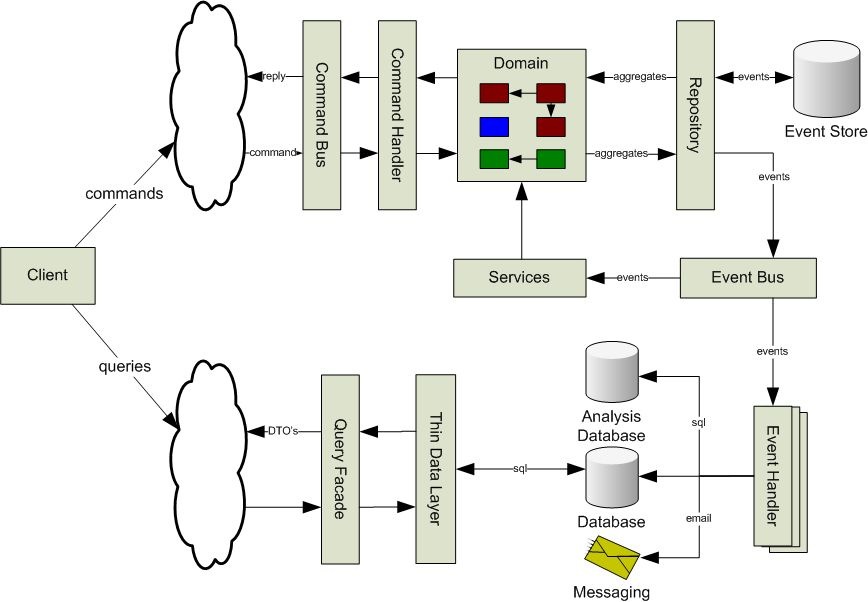 reply
command
Command Bus
Command Handler
Domain
aggregates
aggregates
Repository
events
Event Store
events
commands
Client
Services
events
Event Bus
events
queries
DTO's
Query Facade
Thin Data Layer
sql
Analysis
Database
sql
Database
email
Messaging
Event Handler